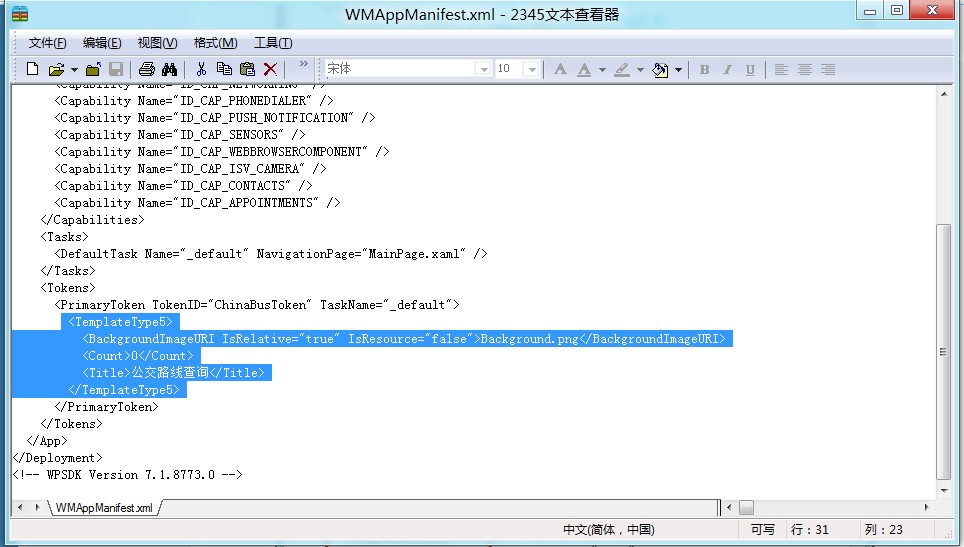 WMAppManifest.xml - 2345文本查看器
文件(F) 编辑(E) 视图(V) 格式(M) 工具(T)
宋体 10 A A B I U
<Capability Name="ID_CAP_NETWORKING" />
<Capability Name="ID_CAP_PHONEDIALER" />
<Capability Name="ID_CAP_PUSH_NOTIFICATION" />
<Capability Name="ID_CAP_SENSORS" />
<Capability Name="ID_CAP_WEBBROWSERCOMPONENT" />
<Capability Name="ID_CAP_ISV_CAMERA" />
<Capability Name="ID_CAP_CONTACTS" />
<Capability Name="ID_CAP_APPOINTMENTS" />
</Capabilities>
<Tasks>
<DefaultTask Name="_default" NavigationPage="MainPage.xaml" />
</Tasks>
<Tokens>
<PrimaryToken TokenID="ChinaBusToken" TaskName="_default">
<TemplateType5>
<BackgroundImageURI IsRelative="true" IsResource="false">Background.png</BackgroundImageURI>
<Count>0</Count>
<Title>公交路线查询</Title>
</TemplateType5>
</PrimaryToken>
</Tokens>
</App>
</Deployment>
<!-- WPSDK Version 7.1.8773.0 -->
WMAppManifest.xml
中文(简体，中国) 可写 行：31 列：23